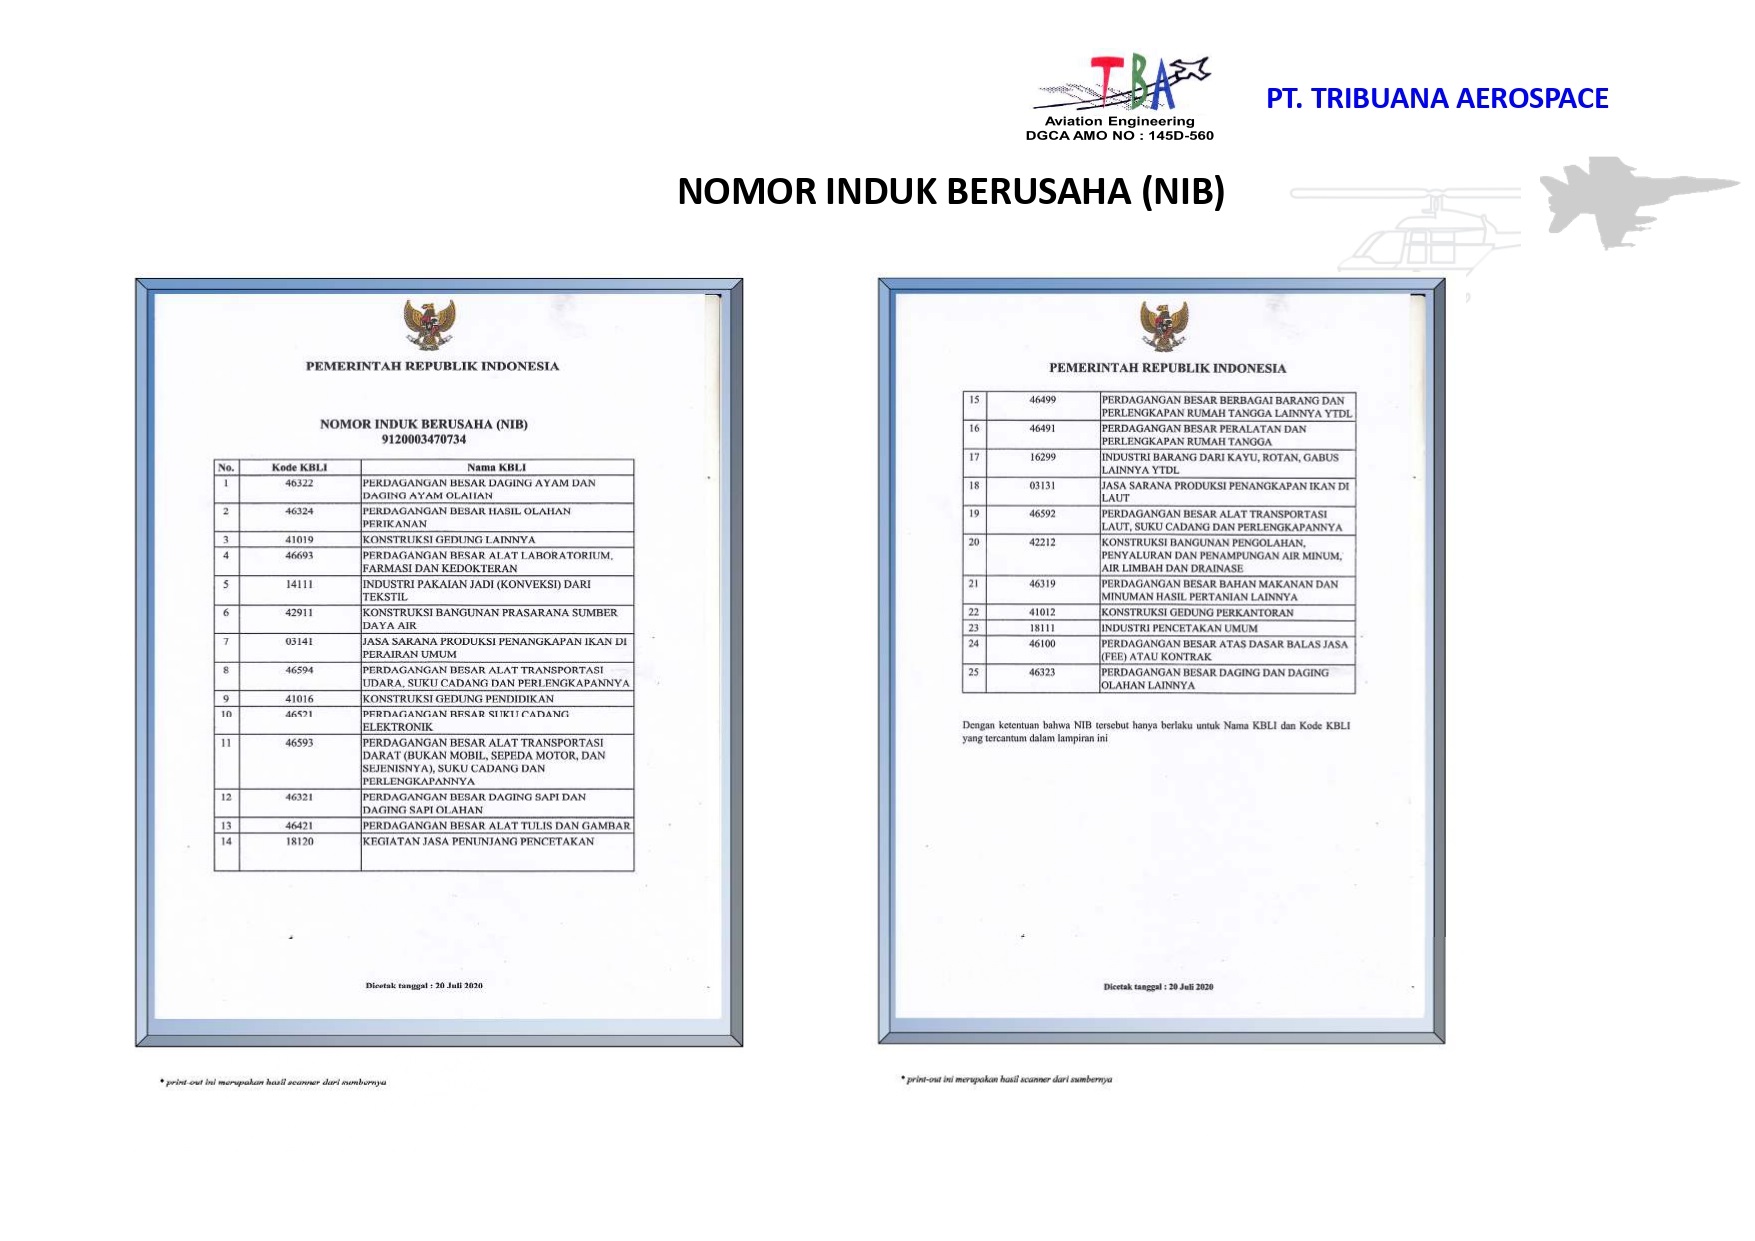 TBA
Aviation Engineering
DGCA AMO NO : 145D-560
PT. TRIBUANA AEROSPACE
NOMOR INDUK BERUSAHA (NIB)
PEMERINTAH REPUBLIK INDONESIA
NOMOR INDUK BERUSAHA (NIB)
9120003470734
No. Kode KBLI Nama KBLI
1 46322 PERDAGANGAN BESAR DAGING AYAM DAN
DAGING AYAM OLAHAN
2 46324 PERDAGANGAN BESAR HASIL OLAHAN
PERIKANAN
3 41019 KONSTRUKSI GEDUNG LAINNYA
4 46693 PERDAGANGAN BESAR ALAT LABORATORIUM,
FARMASI DAN KEDOKTERAN
5 14111 INDUSTRI PAKAIAN JADI (KONVEKSI) DARI
TEKSTIL
6 42911 KONSTRUKSI BANGUNAN PRASARANA SUMBER
DAYA AIR
7 03141 JASA SARANA PRODUKSI PENANGKAPAN IKAN DI
PERAIRAN UMUM
8 46594 PERDAGANGAN BESAR ALAT TRANSPORTASI
UDARA, SUKU CADANG DAN PERLENGKAPANNYA
9 41016 KONSTRUKSI GEDUNG PENDIDIKAN
10 46521 PERDAGANGAN BESAR SUKU CADANG
ELEKTRONIK
11 46593 PERDAGANGAN BESAR ALAT TRANSPORTASI
DARAT (BUKAN MOBIL, SEPEDA MOTOR, DAN
SEJENISNYA), SUKU CADANG DAN
PERLENGKAPANNYA
12 46321 PERDAGANGAN BESAR DAGING SAPI DAN
DAGING SAPI OLAHAN
13 46421 PERDAGANGAN BESAR ALAT TULIS DAN GAMBAR
14 18120 KEGIATAN JASA PENUNJANG PENCETAKAN
Dicetak tanggal : 20 Juli 2020
* print-out ini merupakan hasil scanner dari sumbernya
PEMERINTAH REPUBLIK INDONESIA
15 46499 PERDAGANGAN BESAR BERBAGAI BARANG DAN
PERLENGKAPAN RUMAH TANGGA LAINNYA YTDL
16 46491 PERDAGANGAN BESAR PERALATAN DAN
PERLENGKAPAN RUMAH TANGGA
17 16299 INDUSTRI BARANG DARI KAYU, ROTAN, GABUS
LAINNYA YTDL
18 03131 JASA SARANA PRODUKSI PENANGKAPAN IKAN DI
LAUT
19 46592 PERDAGANGAN BESAR ALAT TRANSPORTASI
LAUT, SUKU CADANG DAN PERLENGKAPANNYA
20 42212 KONSTRUKSI BANGUNAN PENGOLAHAN,
PENYALURAN DAN PENAMPUNGAN AIR MINUM,
AIR LIMBAH DAN DRAINASE
21 46319 PERDAGANGAN BESAR BAHAN MAKANAN DAN
MINUMAN HASIL PERTANIAN LAINNYA
22 41012 KONSTRUKSI GEDUNG PERKANTORAN
23 18111 INDUSTRI PENCETAKAN UMUM
24 46100 PERDAGANGAN BESAR ATAS DASAR BALAS JASA
(FEE) ATAU KONTRAK
25 46323 PERDAGANGAN BESAR DAGING DAN DAGING
OLAHAN LAINNYA
Dengan ketentuan bahwa NIB tersebut hanya berlaku untuk Nama KBLI dan Kode KBLI
yang tercantum dalam lampiran ini
Dicetak tanggal : 20 Juli 2020
* print-out ini merupakan hasil scanner dari sumbernya